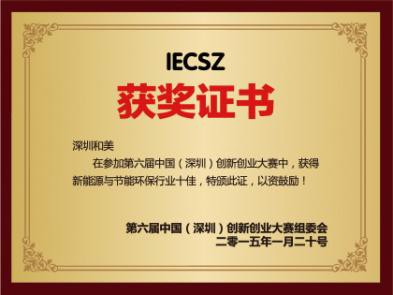 IECSZ
获奖证书
深圳和美
在参加第六届中国（深圳）创新创业大赛中，获得
新能源与节能环保行业十佳，特颁此证，以资鼓励！
第六届中国（深圳）创新创业大赛组委会
二零一五年一月二十号